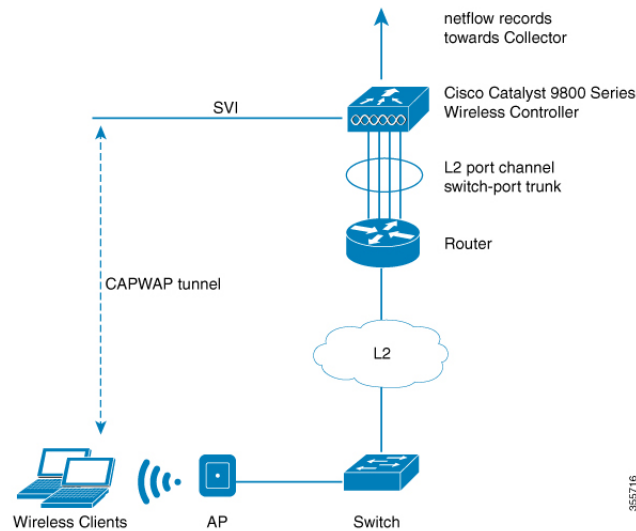 netflow records
towards Collector
Cisco Catalyst 9800 Series
Wireless Controller
SVI
L2 port channel
switch-port trunk
Router
CAPWAP tunnel
L2
Wireless Clients
AP
Switch
355716